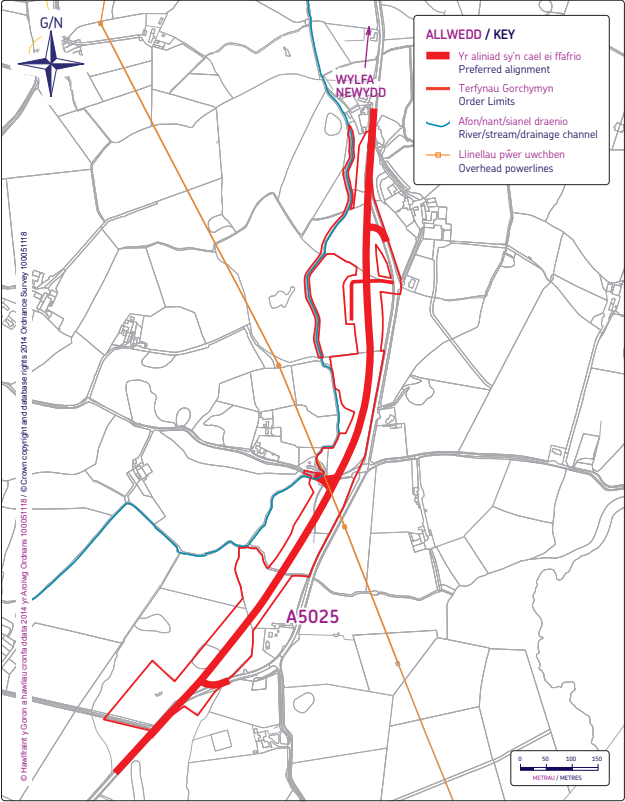 G/N
WYLFA
NEWYDD
ALLWEDD / KEY
Yr aliniad sy'n cael ei ffafrio
Preferred alignment
Terfynau Gorchymyn
Order Limits
Afon/nant/sianel draenio
River/stream/drainage channel
Llinellau pŵer uwchben
Overhead powerlines
© Hawlfraint y Goron a hawliau cronfa ddata 2014 yr Arolwg Ordnans 100051118 / © Crown copyright and database rights 2014 Ordnance Survey 100051118
A5025
0 50 100 150
METRAU / METRES